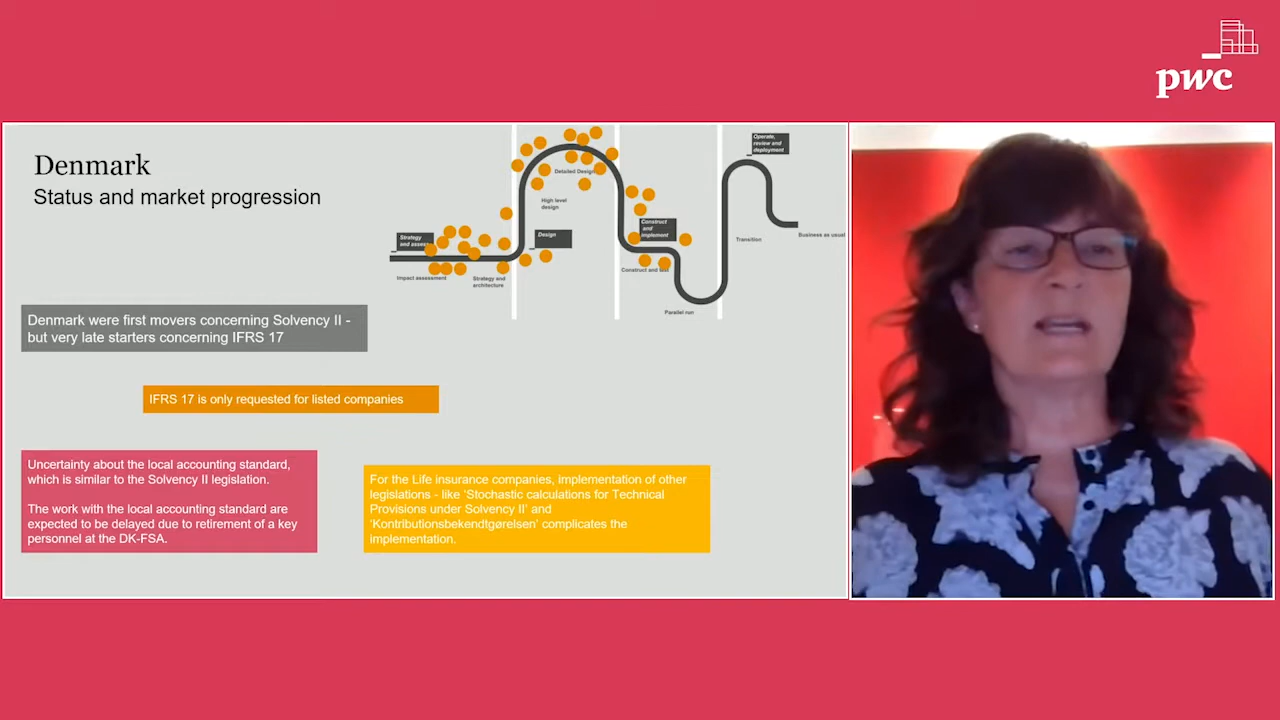 pwc
Denmark
Status and market progression
Operate,
review and
deployment
Detailed Design
High level
design
Strategy
and assess
Design
Construct
and
implement
Transition
Business as usual
Impact assessment
Strategy and
architecture
Construct and test
Parallel run
Denmark were first movers concerning Solvency II -
but very late starters concerning IFRS 17
IFRS 17 is only requested for listed companies
Uncertainty about the local accounting standard,
which is similar to the Solvency II legislation.
The work with the local accounting standard are
expected to be delayed due to retirement of a key
personnel at the DK-FSA.
For the Life insurance companies, implementation of other
legislations - like 'Stochastic calculations for Technical
Provisions under Solvency II' and
'Kontributionsbekendtgørelsen' complicates the
implementation.